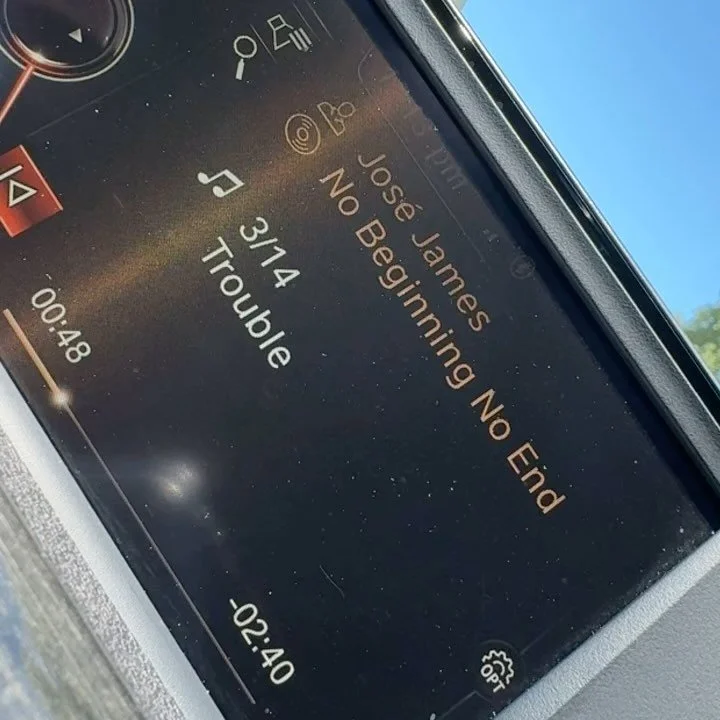 José James
No Beginning No End
3/14
Trouble
00:48
-02:40
OPT